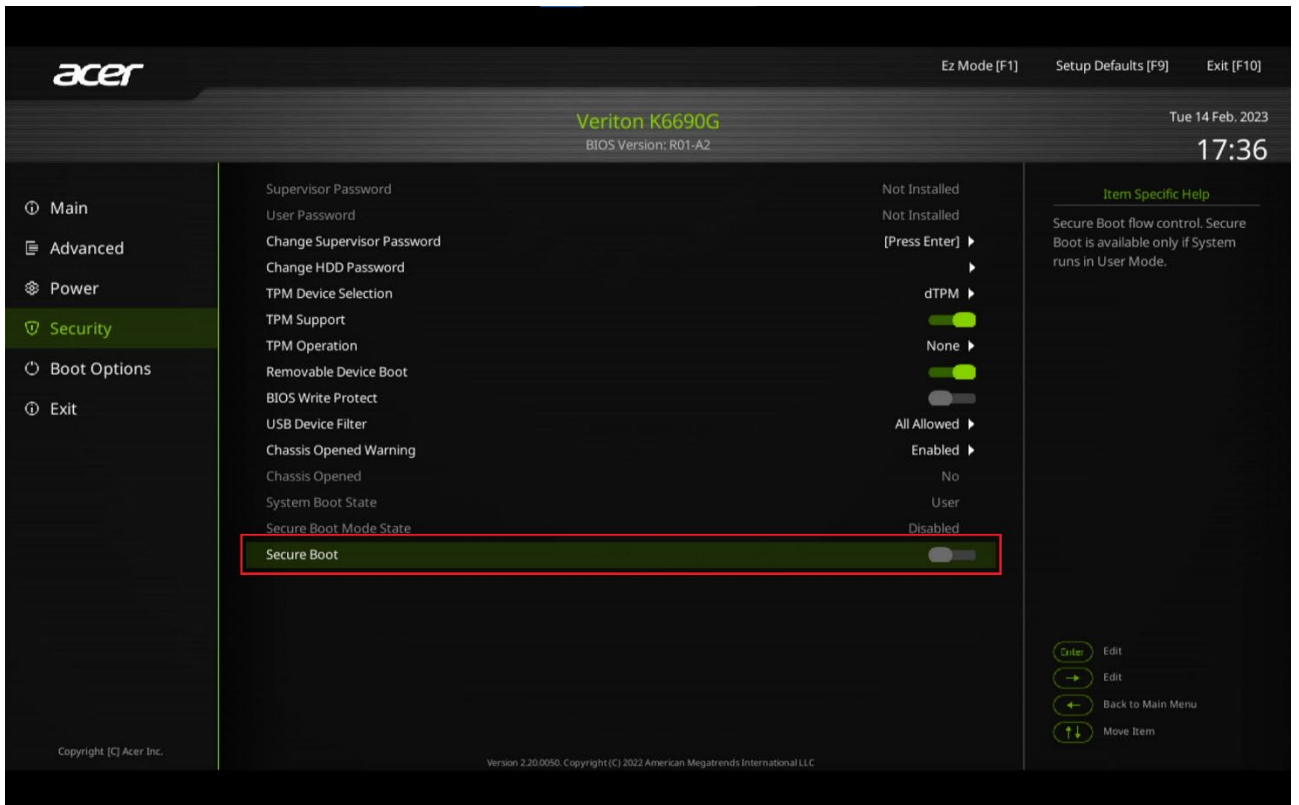 acer
Ez Mode [F1] Setup Defaults [F9] Exit [F10]
Veriton K6690G
BIOS Version: R01-A2
Tue 14 Feb. 2023
17:36
Main
Advanced
Power
Security
Boot Options
Exit
Supervisor Password Not Installed
User Password Not Installed
Change Supervisor Password [Press Enter]
Change HDD Password
TPM Device Selection dTPM
TPM Support
TPM Operation None
Removable Device Boot
BIOS Write Protect
USB Device Filter All Allowed
Chassis Opened Warning Enabled
Chassis Opened No
System Boot State User
Secure Boot Mode State Disabled
Secure Boot
Item Specific Help
Secure Boot flow control. Secure
Boot is available only if System
runs in User Mode.
Enter Edit
Edit
Back to Main Menu
Move Item
Copyright [C] Acer Inc.
Version 2.20.0050. Copyright (C) 2022 American Megatrends International LLC